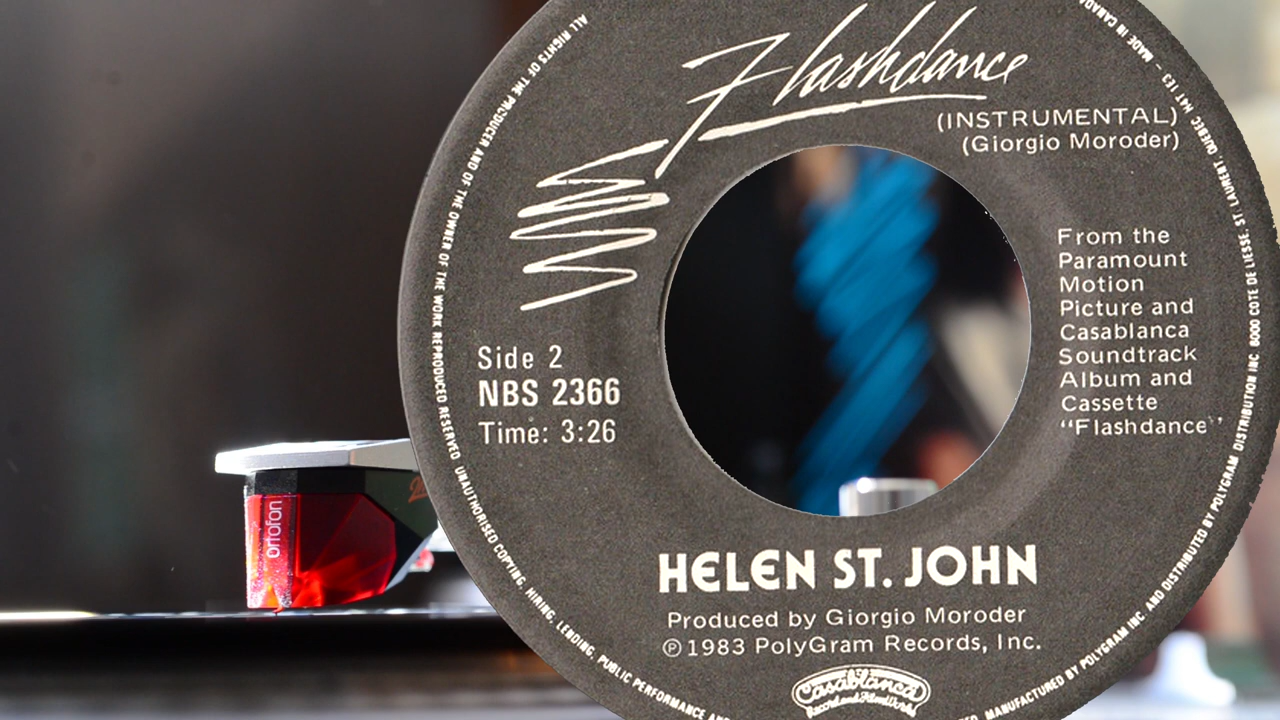 Flashdance
(INSTRUMENTAL)
(Giorgio Moroder)
From the
Paramount
Motion
Picture and
Casablanca
Soundtrack
Album and
Cassette
“Flashdance”
Side 2
NBS 2366
Time: 3:26
HELEN ST. JOHN
Produced by Giorgio Moroder
Ⓟ1983 PolyGram Records, Inc.
Casablanca
Record and FilmWorks
ortofon
ALL RIGHTS OF THE PRODUCER AND OF THE OWNER OF THE WORK REPRODUCED RESERVED UNAUTHORISED COPYING, HIRING, LENDING, PUBLIC PERFORMANCE AND
MANUFACTURED BY POLYGRAM INC. AND DISTRIBUTED BY POLYGRAM DISTRIBUTION INC 6000 COTE DE LIESSE, ST. LAURENT, QUEBEC H4T 1E3 - MADE IN CANADA